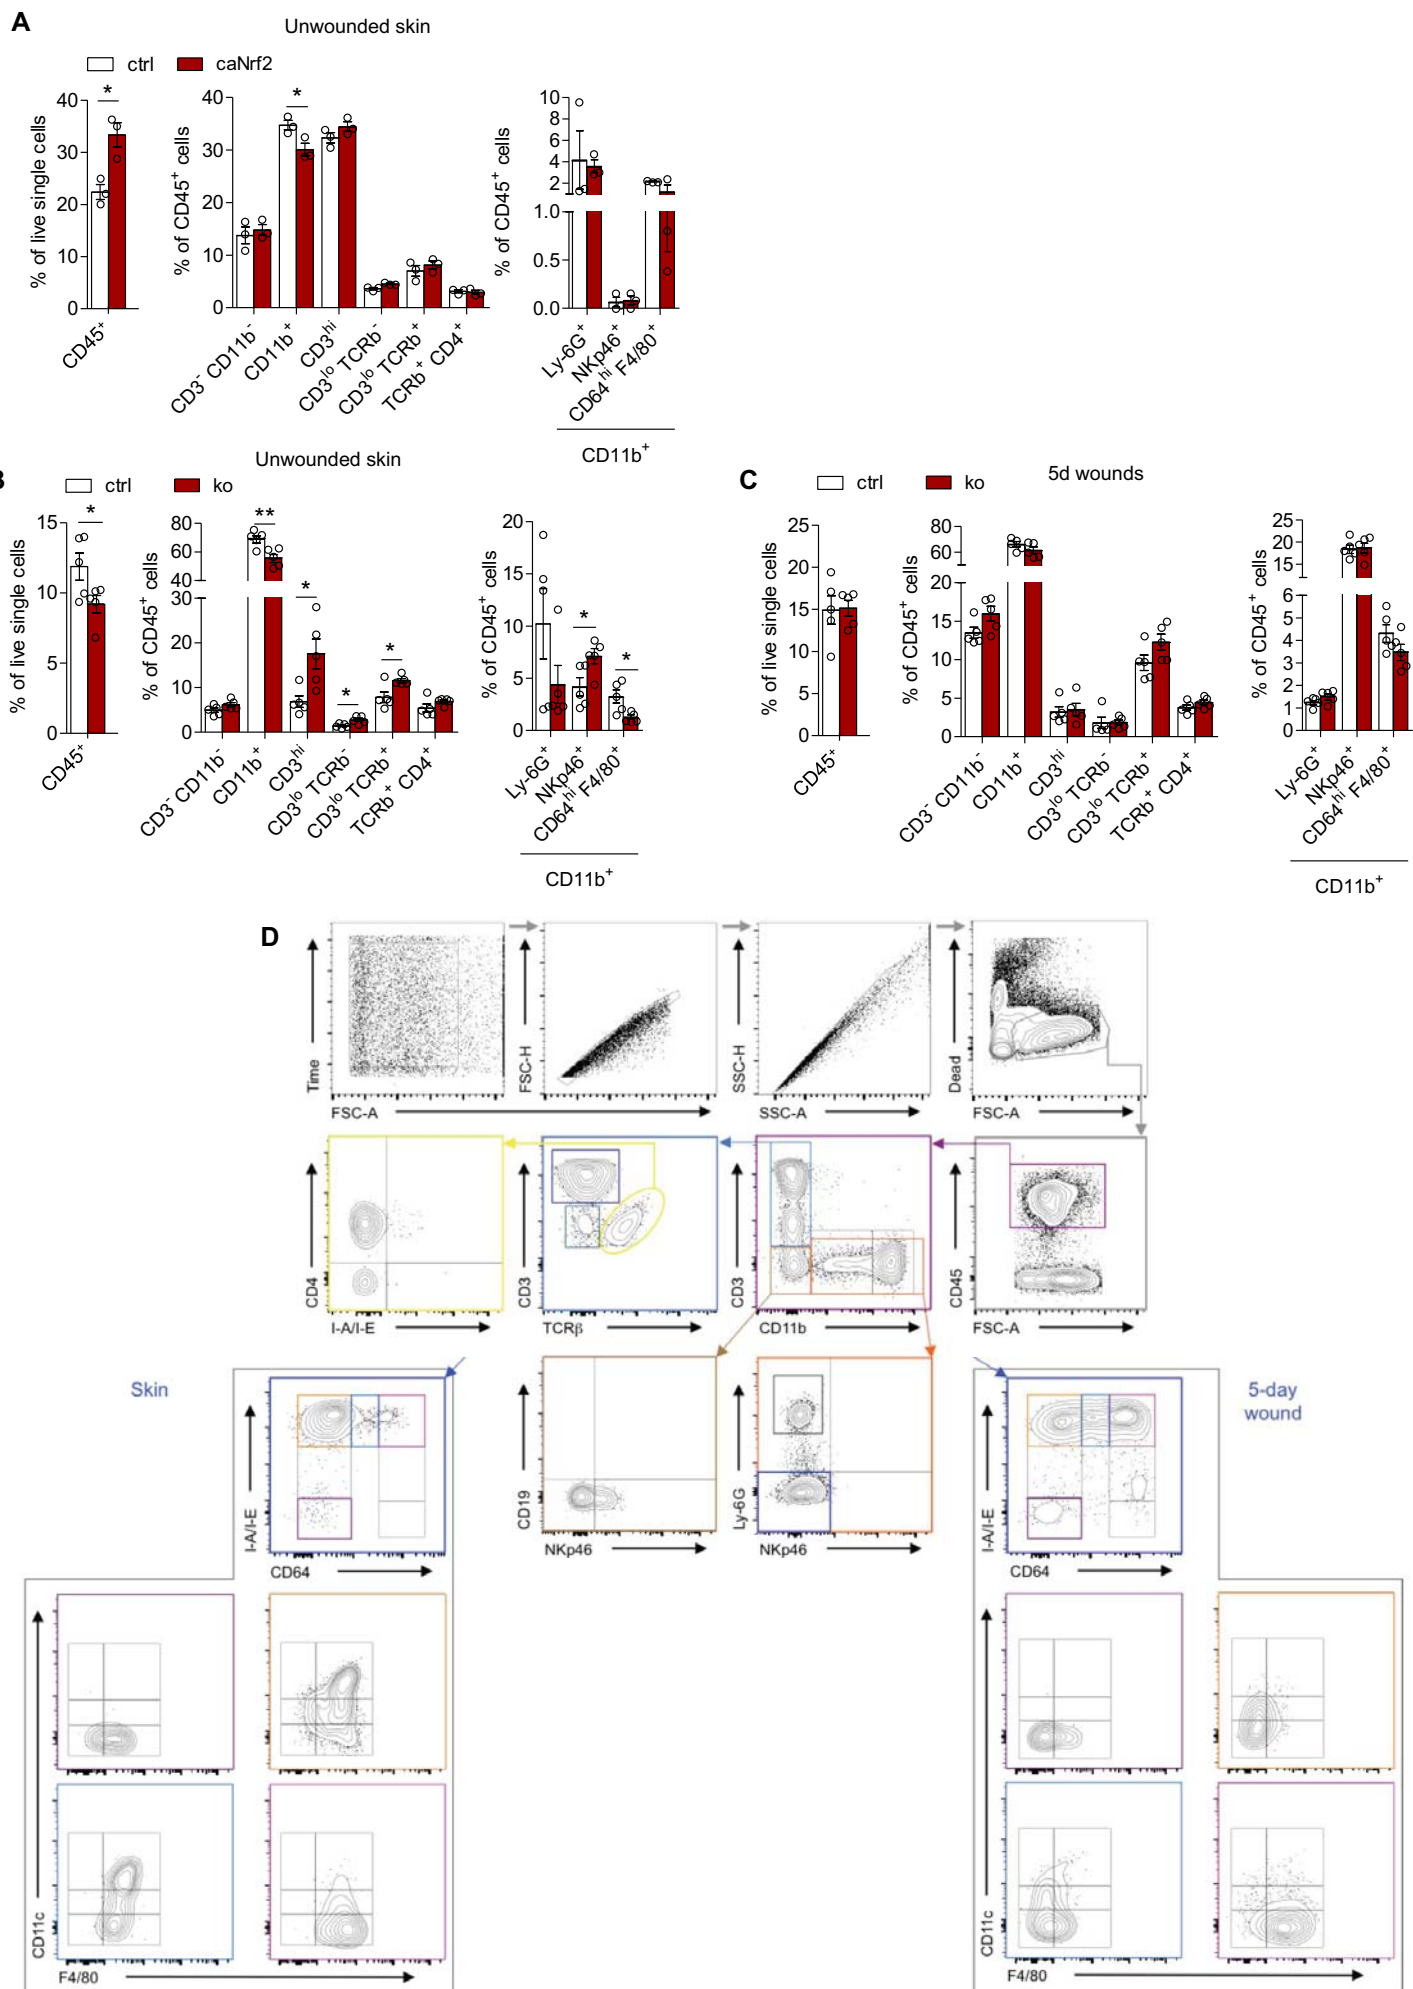 A
Unwounded skin
ctrl
caNrf2
% of live single cells
40
30
20
10
0
*
CD45+
% of CD45+ cells
40
30
20
10
0
*
CD3- CD11b-
CD11b+
CD3hi
CD3lo TCRb-
CD3lo TCRb+
TCRb+ CD4+
% of CD45+ cells
10
8
6
4
2
1.0
0.5
0.0
Ly-6G+
NKp46+
CD64hi F4/80+
CD11b+
B
Unwounded skin
ctrl
ko
% of live single cells
15
10
5
0
*
CD45+
% of CD45+ cells
80
60
40
30
20
10
0
**
*
*
*
CD3- CD11b-
CD11b+
CD3hi
CD3lo TCRb-
CD3lo TCRb+
TCRb+ CD4+
% of CD45+ cells
20
15
10
5
0
*
*
Ly-6G+
NKp46+
CD64hi F4/80+
CD11b+
C
5d wounds
ctrl
ko
% of live single cells
25
20
15
10
5
0
CD45+
% of CD45+ cells
80
60
20
15
10
5
0
CD3- CD11b-
CD11b+
CD3hi
CD3lo TCRb-
CD3lo TCRb+
TCRb+ CD4+
% of CD45+ cells
25
20
15
6
5
4
3
2
1
0
Ly-6G+
NKp46+
CD64hi F4/80+
CD11b+
D
Time
FSC-A
FSC-H
SSC-H
SSC-A
Dead
FSC-A
CD4
I-A/I-E
CD3
TCRβ
CD3
CD11b
CD45
FSC-A
Skin
I-A/I-E
CD64
CD19
NKp46
Ly-6G
NKp46
I-A/I-E
CD64
5-day
wound
CD11c
F4/80
CD11c
F4/80